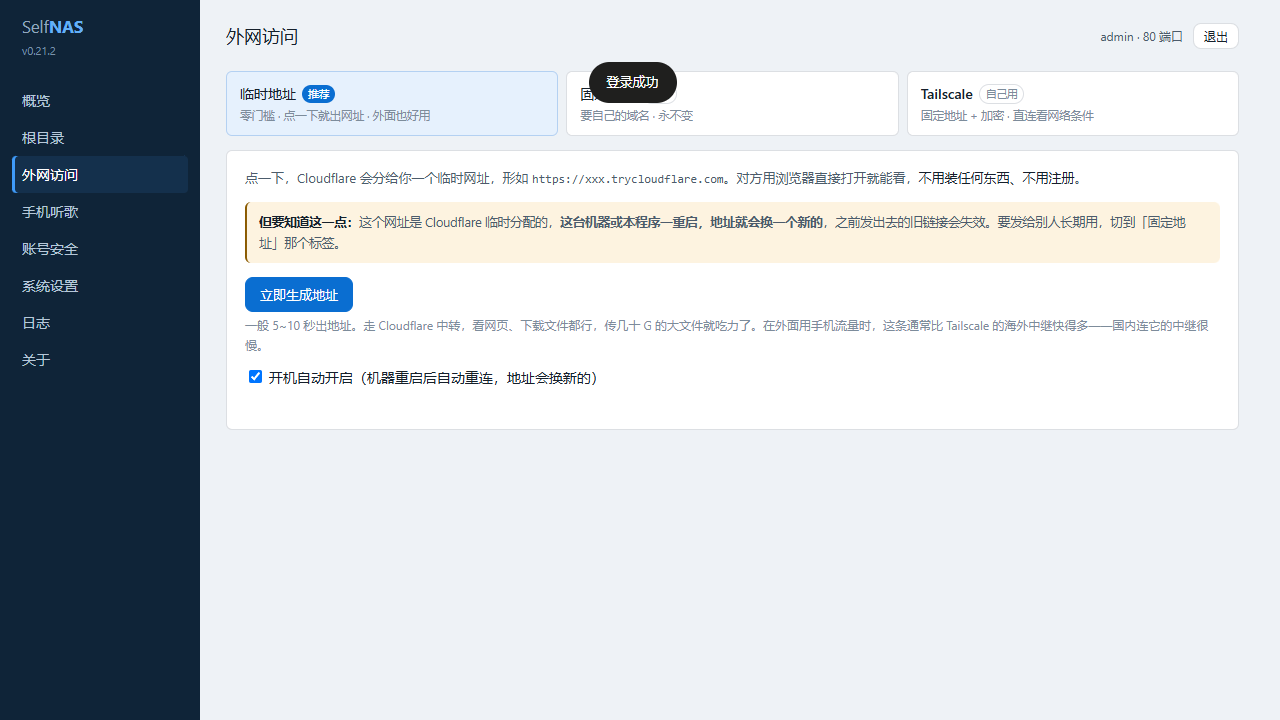 SelfNAS
v0.21.2
概览
根目录
外网访问
手机听歌
账号安全
系统设置
日志
关于
外网访问
admin · 80 端口
退出
登录成功
临时地址 推荐
零门槛 · 点一下就出网址 · 外面也好用
固
要自己的域名 · 永不变
Tailscale 自己用
固定地址 + 加密 · 直连看网络条件
点一下，Cloudflare 会分给你一个临时网址，形如 https://xxx.trycloudflare.com。对方用浏览器直接打开就能看，不用装任何东西、不用注册。
但要知道这一点：这个网址是 Cloudflare 临时分配的，这台机器或本程序一重启，地址就会换一个新的，之前发出去的旧链接会失效。要发给别人长期用，切到「固定地
址」那个标签。
立即生成地址
一般 5~10 秒出地址。走 Cloudflare 中转，看网页、下载文件都行，传几十 G 的大文件就吃力了。在外面用手机流量时，这条通常比 Tailscale 的海外中继快得多——国内连它的中继很
慢。
开机自动开启（机器重启后自动重连，地址会换新的）